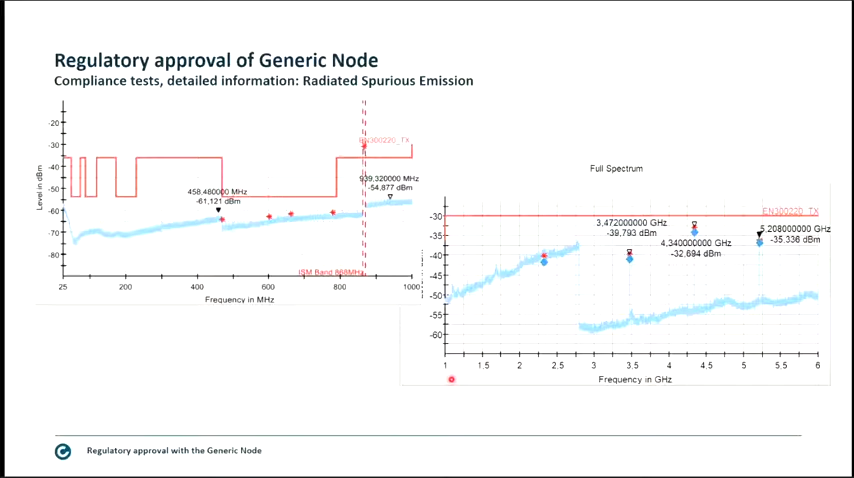 Regulatory approval of Generic Node
Compliance tests, detailed information: Radiated Spurious Emission
-20
-30
-40
-50
-60
-70
-80
Level in dBm
EN300220_TX
458,480000 MHz
-61,121 dBm
939,320000 MHz
-54,877 dBm
ISM Band 868MHz
25
200
400
600
800
1000
Frequency in MHz
Full Spectrum
EN300220_TX
-30
-35
-40
-45
-50
-55
-60
3,472000000 GHz
-39,793 dBm
4,340000000 GHz
-32,694 dBm
5,208000000 GHz
-35,336 dBm
1
1.5
2
2.5
3
3.5
4
4.5
5
5.5
6
Frequency in GHz
Regulatory approval with the Generic Node